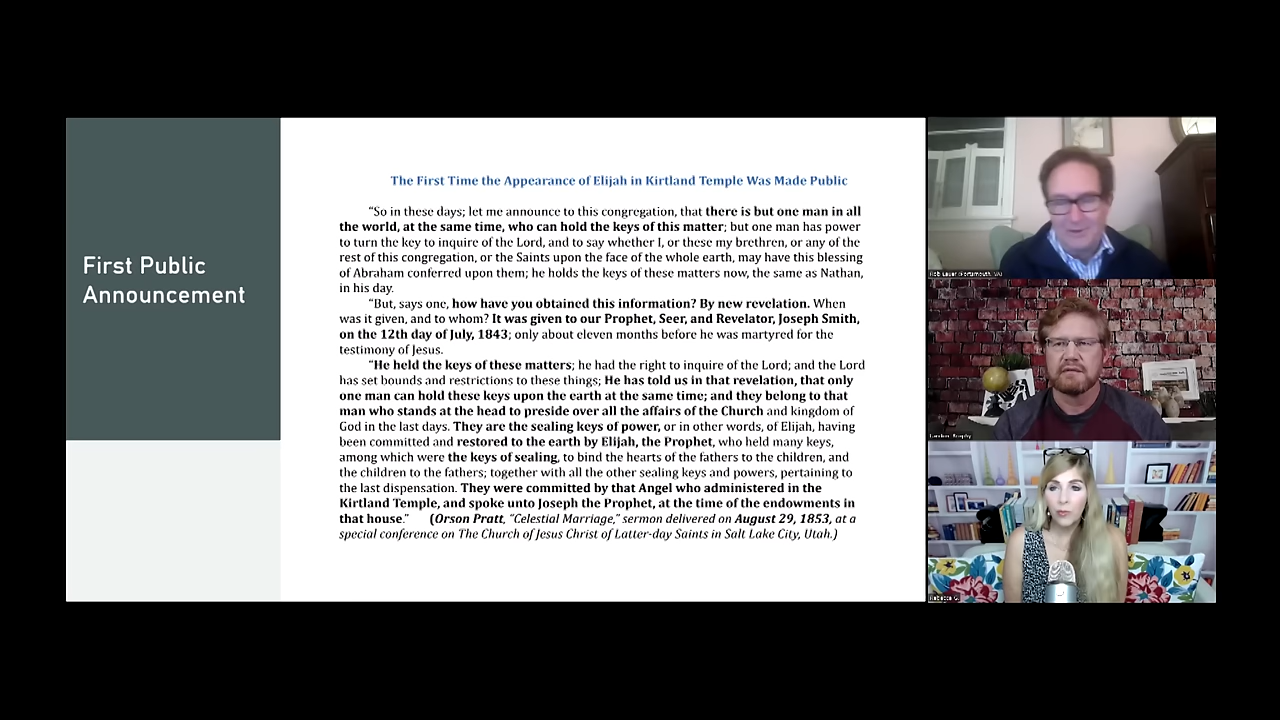 First Public
Announcement
The First Time the Appearance of Elijah in Kirtland Temple Was Made Public
“So in these days; let me announce to this congregation, that there is but one man in all
the world, at the same time, who can hold the keys of this matter; but one man has power
to turn the key to inquire of the Lord, and to say whether I, or these my brethren, or any of the
rest of this congregation, or the Saints upon the face of the whole earth, may have this blessing
of Abraham conferred upon them; he holds the keys of these matters now, the same as Nathan,
in his day.
“But, says one, how have you obtained this information? By new revelation. When
was it given, and to whom? It was given to our Prophet, Seer, and Revelator, Joseph Smith,
on the 12th day of July, 1843; only about eleven months before he was martyred for the
testimony of Jesus.
“He held the keys of these matters; he had the right to inquire of the Lord; and the Lord
has set bounds and restrictions to these things; He has told us in that revelation, that only
one man can hold these keys upon the earth at the same time; and they belong to that
man who stands at the head to preside over all the affairs of the Church and kingdom of
God in the last days. They are the sealing keys of power, or in other words, of Elijah, having
been committed and restored to the earth by Elijah, the Prophet, who held many keys,
among which were the keys of sealing, to bind the hearts of the fathers to the children, and
the children to the fathers; together with all the other sealing keys and powers, pertaining to
the last dispensation. They were committed by that Angel who administered in the
Kirtland Temple, and spoke unto Joseph the Prophet, at the time of the endowments in
that house.” (Orson Pratt, “Celestial Marriage,” sermon delivered on August 29, 1853, at a
special conference on The Church of Jesus Christ of Latter-day Saints in Salt Lake City, Utah.)
Rob Lauer
Rebecca